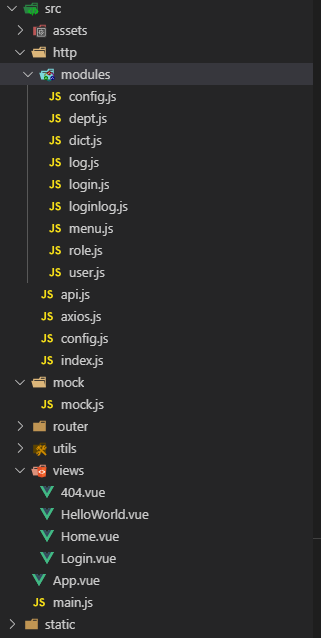 src
assets
http
modules
JS config.js
JS dept.js
JS dict.js
JS log.js
JS login.js
JS loginlog.js
JS menu.js
JS role.js
JS user.js
JS api.js
JS axios.js
JS config.js
JS index.js
mock
JS mock.js
router
utils
views
404.vue
HelloWorld.vue
Home.vue
Login.vue
App.vue
JS main.js
static